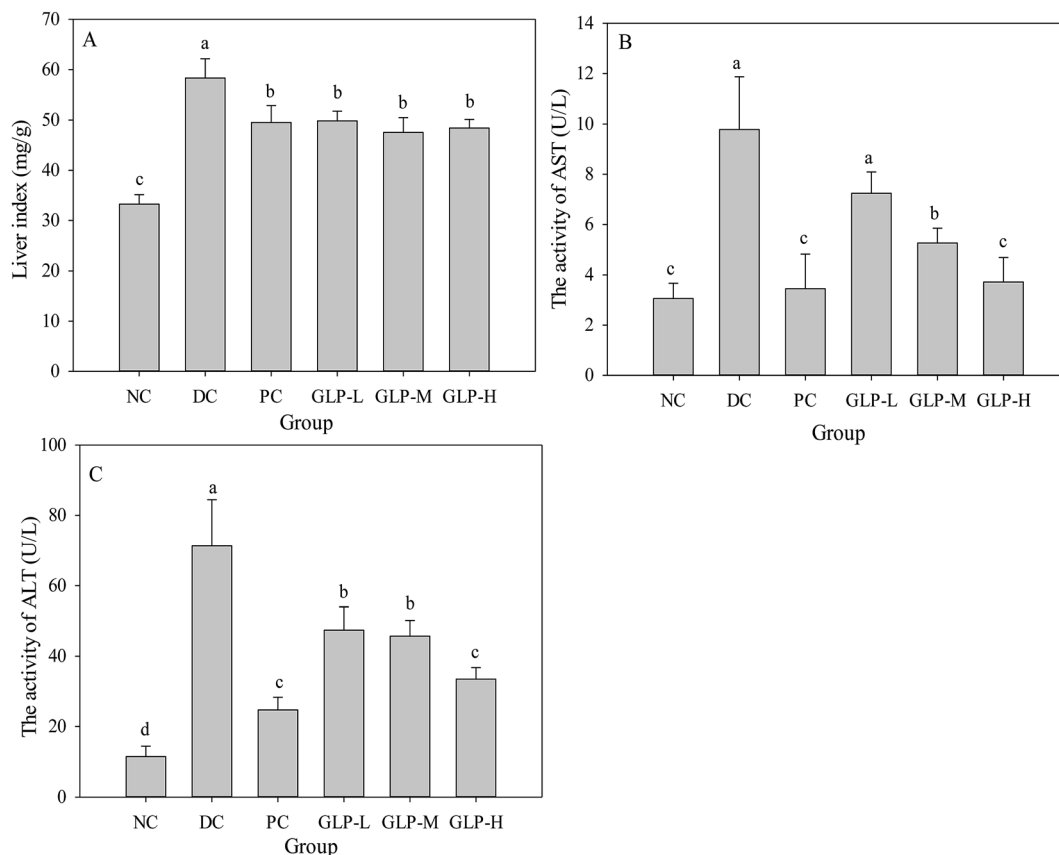 A
Liver index (mg/g)
70
60
50
40
30
20
10
0
c
a
b
b
b
b
NC DC PC GLP-L GLP-M GLP-H
Group
B
The activity of AST (U/L)
14
12
10
8
6
4
2
0
c
a
c
a
b
c
NC DC PC GLP-L GLP-M GLP-H
Group
C
The activity of ALT (U/L)
100
80
60
40
20
0
d
a
c
b
b
c
NC DC PC GLP-L GLP-M GLP-H
Group